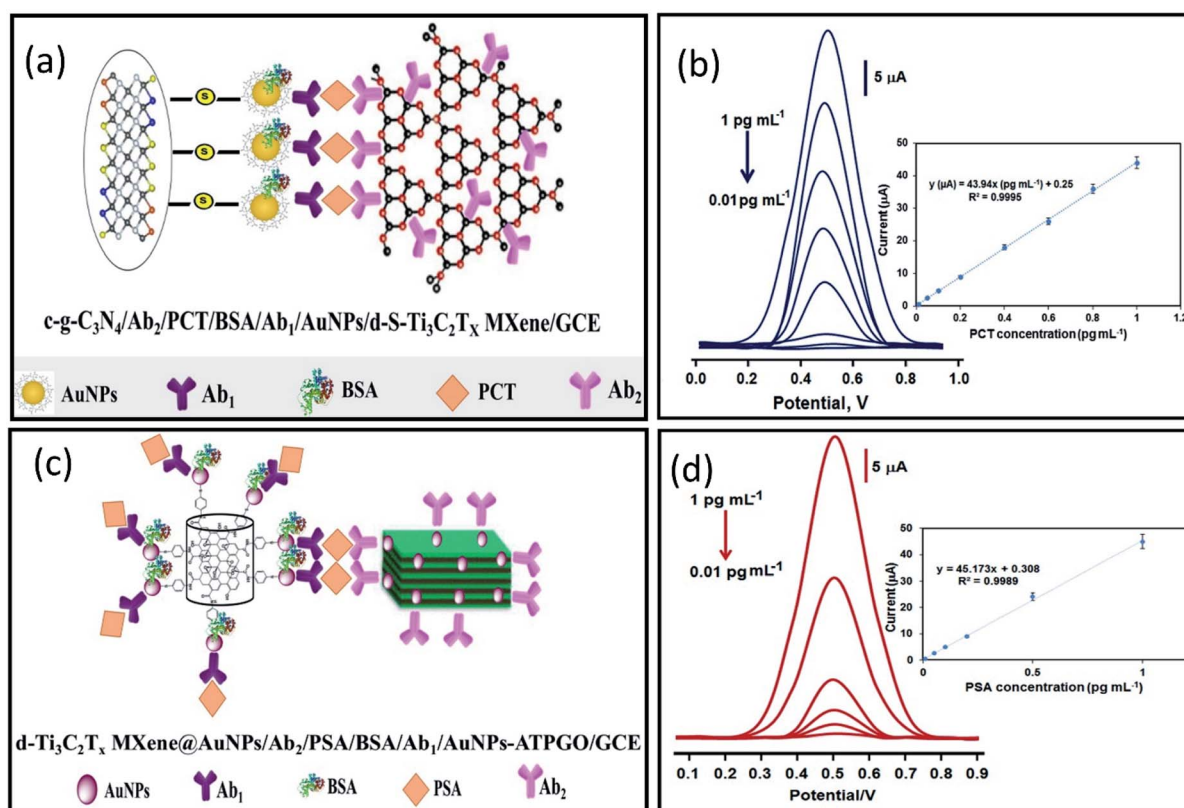 (a)
S
S
S
c-g-C₃N₄/Ab₂/PCT/BSA/Ab₁/AuNPs/d-S-Ti₃C₂Tₓ MXene/GCE
AuNPs
Ab₁
BSA
PCT
Ab₂
(b)
5 µA
1 pg mL⁻¹
0.01 pg mL⁻¹
0.0 0.2 0.4 0.6 0.8 1.0
Potential, V
50
40
30
20
10
0
Current (µA)
y (µA) = 43.94x (pg mL⁻¹) + 0.25
R² = 0.9995
0 0.2 0.4 0.6 0.8 1.0 1.2
PCT concentration (pg mL⁻¹)
(c)
d-Ti₃C₂Tₓ MXene@AuNPs/Ab₂/PSA/BSA/Ab₁/AuNPs-ATPGO/GCE
AuNPs
Ab₁
BSA
PSA
Ab₂
(d)
5 µA
1 pg mL⁻¹
0.01 pg mL⁻¹
0.1 0.2 0.3 0.4 0.5 0.6 0.7 0.8 0.9
Potential/V
50
40
30
20
10
0
Current (µA)
y = 45.173x + 0.308
R² = 0.9989
0 0.5 1
PSA concentration (pg mL⁻¹)